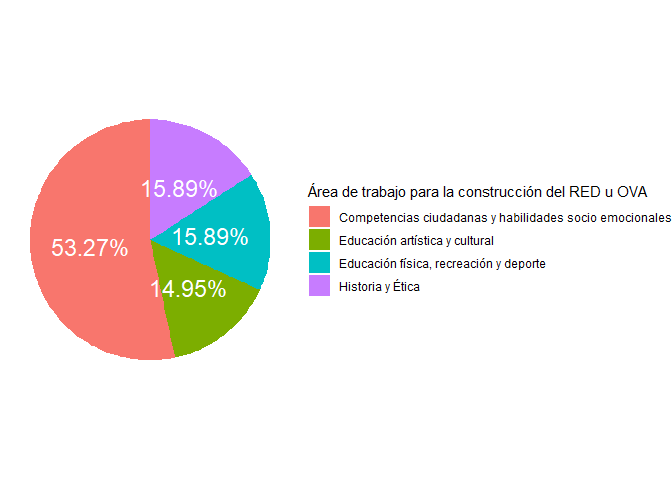 15.89%
53.27%
15.89%
14.95%
Área de trabajo para la construcción del RED u OVA
Competencias ciudadanas y habilidades socio emocionales
Educación artística y cultural
Educación física, recreación y deporte
Historia y Ética